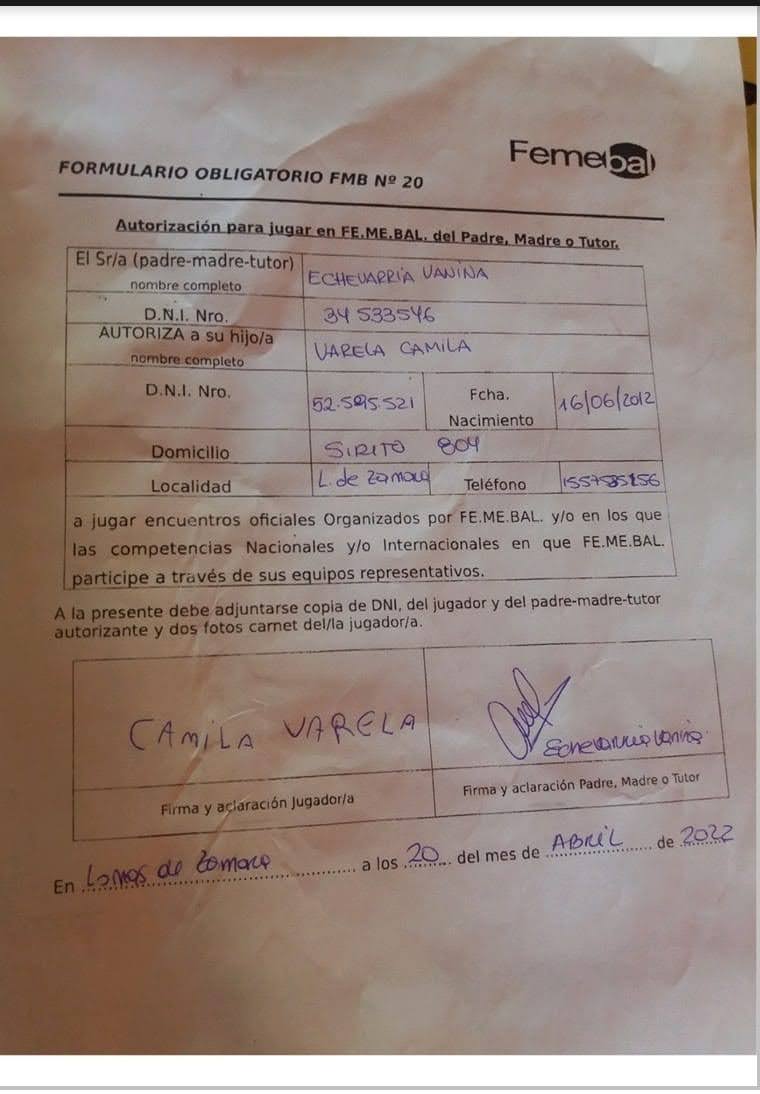 Femebal
FORMULARIO OBLIGATORIO FMB Nº 20
Autorización para jugar en FE.ME.BAL. del Padre, Madre o Tutor.
El Sr/a (padre-madre-tutor) nombre completo ECHEVARRÍA VANINA
D.N.I. Nro. 34 533546
AUTORIZA a su hijo/a nombre completo VARELA CAMILA
D.N.I. Nro. 52.595.521 Fcha. Nacimiento 16/06/2012
Domicilio SIRITO 804
Localidad L. de Zamora Teléfono
a jugar encuentros oficiales Organizados por FE.ME.BAL. y/o en los que
las competencias Nacionales y/o Internacionales en que FE.ME.BAL.
participe a través de sus equipos representativos.
A la presente debe adjuntarse copia de DNI, del jugador y del padre-madre-tutor
autorizante y dos fotos carnet del/la jugador/a.
CAMILA VARELA
Echevarria Vanina
Firma y aclaración Jugador/a
Firma y aclaración Padre, Madre o Tutor
En Lomas de Zamora a los 20 del mes de ABRIL de 2022